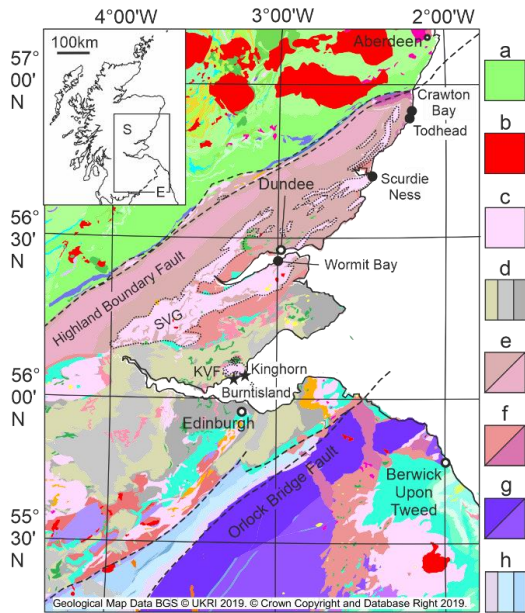 4°00'W
3°00'W
2°00'W
57°
00'
N
100km
S
E
Aberdeen
Crawton
Bay
Todhead
Scurdie
Ness
Dundee
56°
30'
N
Highland Boundary Fault
Wormit Bay
SVG
KVF
Kinghorn
Burntisland
56°
00'
N
Edinburgh
Orlock Bridge Fault
Berwick
Upon
Tweed
55°
30'
N
a
b
c
d
e
f
g
h
Geological Map Data BGS © UKRI 2019. © Crown Copyright and Database Right 2019.